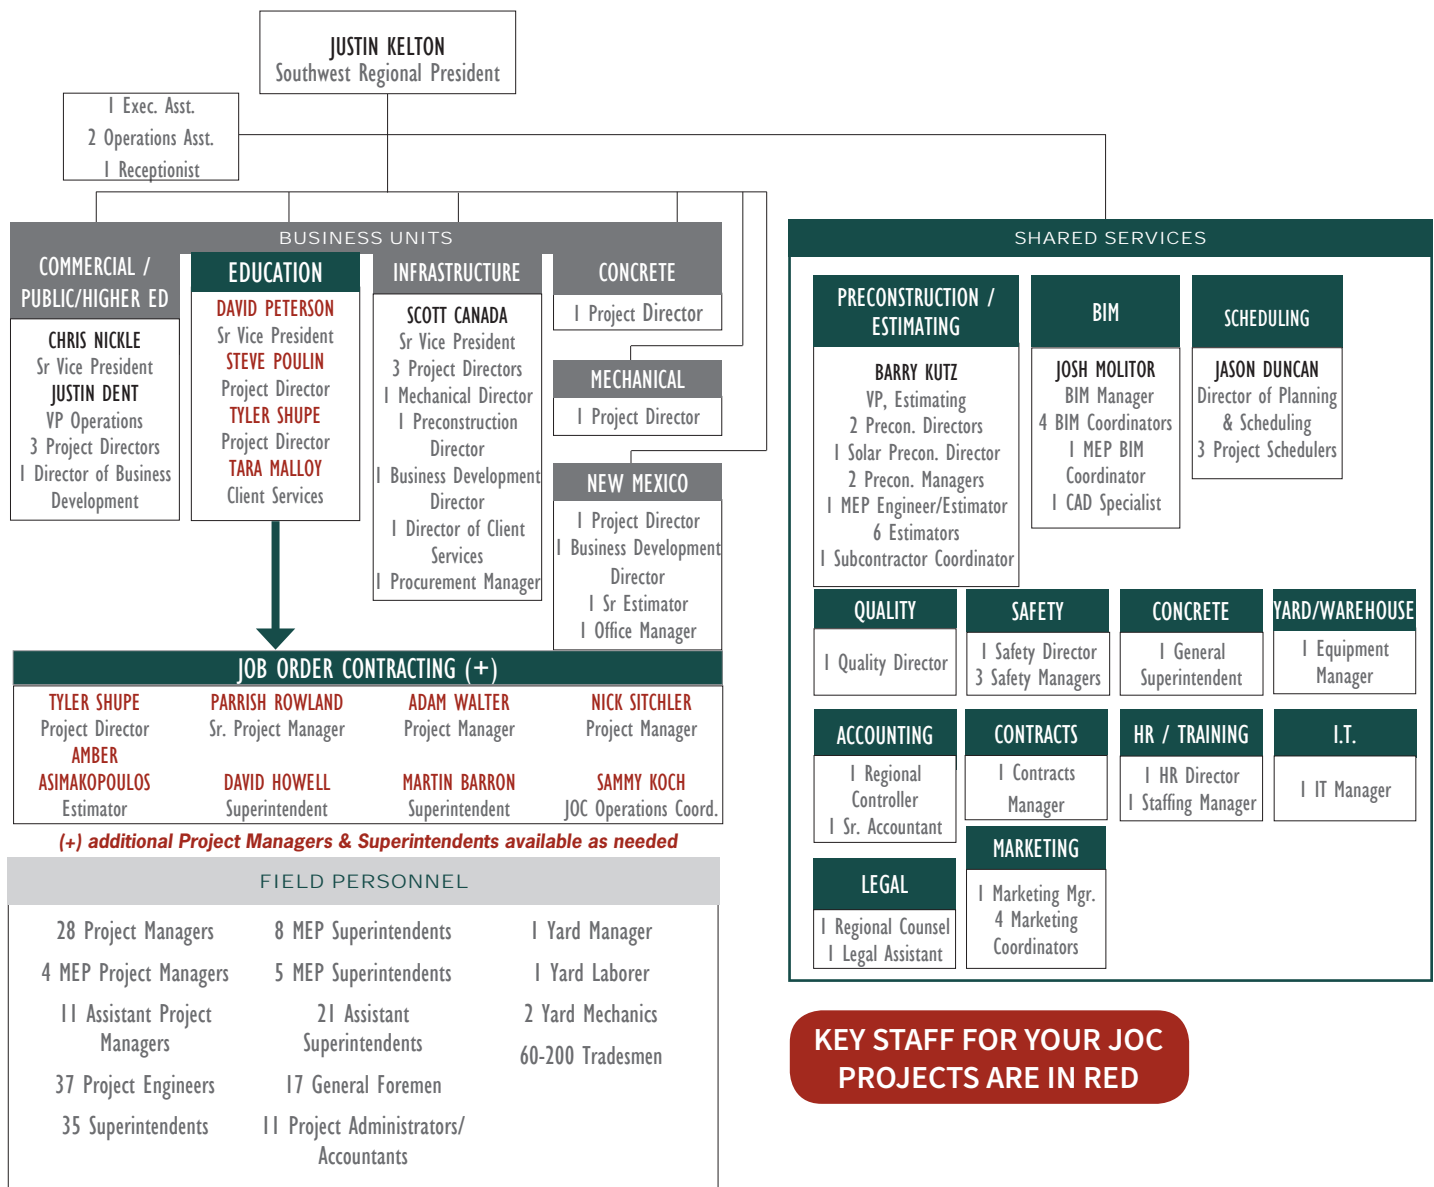 JUSTIN KELTON
Southwest Regional President
1 Exec. Asst.
2 Operations Asst.
1 Receptionist
BUSINESS UNITS
COMMERCIAL /
PUBLIC/HIGHER ED
CHRIS NICKLE
Sr Vice President
JUSTIN DENT
VP Operations
3 Project Directors
1 Director of Business
Development
EDUCATION
DAVID PETERSON
Sr Vice President
STEVE POULIN
Project Director
TYLER SHUPE
Project Director
TARA MALLOY
Client Services
INFRASTRUCTURE
SCOTT CANADA
Sr Vice President
3 Project Directors
1 Mechanical Director
1 Preconstruction
Director
1 Business Development
Director
1 Director of Client
Services
1 Procurement Manager
CONCRETE
1 Project Director
MECHANICAL
1 Project Director
NEW MEXICO
1 Project Director
1 Business Development
Director
1 Sr Estimator
1 Office Manager
JOB ORDER CONTRACTING (+)
TYLER SHUPE
Project Director
AMBER
ASIMAKOPOULOS
Estimator
PARRISH ROWLAND
Sr. Project Manager
DAVID HOWELL
Superintendent
ADAM WALTER
Project Manager
MARTIN BARRON
Superintendent
NICK SITCHLER
Project Manager
SAMMY KOCH
JOC Operations Coord.
(+) additional Project Managers & Superintendents available as needed
FIELD PERSONNEL
28 Project Managers
4 MEP Project Managers
11 Assistant Project
Managers
37 Project Engineers
35 Superintendents
8 MEP Superintendents
5 MEP Superintendents
21 Assistant
Superintendents
17 General Foremen
11 Project Administrators/
Accountants
1 Yard Manager
1 Yard Laborer
2 Yard Mechanics
60-200 Tradesmen
SHARED SERVICES
PRECONSTRUCTION /
ESTIMATING
BARRY KUTZ
VP, Estimating
2 Precon. Directors
1 Solar Precon. Director
2 Precon. Managers
1 MEP Engineer/Estimator
6 Estimators
1 Subcontractor Coordinator
BIM
JOSH MOLITOR
BIM Manager
4 BIM Coordinators
1 MEP BIM
Coordinator
1 CAD Specialist
SCHEDULING
JASON DUNCAN
Director of Planning
& Scheduling
3 Project Schedulers
QUALITY
1 Quality Director
SAFETY
1 Safety Director
3 Safety Managers
CONCRETE
1 General
Superintendent
YARD/WAREHOUSE
1 Equipment
Manager
ACCOUNTING
1 Regional
Controller
1 Sr. Accountant
CONTRACTS
1 Contracts
Manager
HR / TRAINING
1 HR Director
1 Staffing Manager
I.T.
1 IT Manager
LEGAL
1 Regional Counsel
1 Legal Assistant
MARKETING
1 Marketing Mgr.
4 Marketing
Coordinators
KEY STAFF FOR YOUR JOC
PROJECTS ARE IN RED